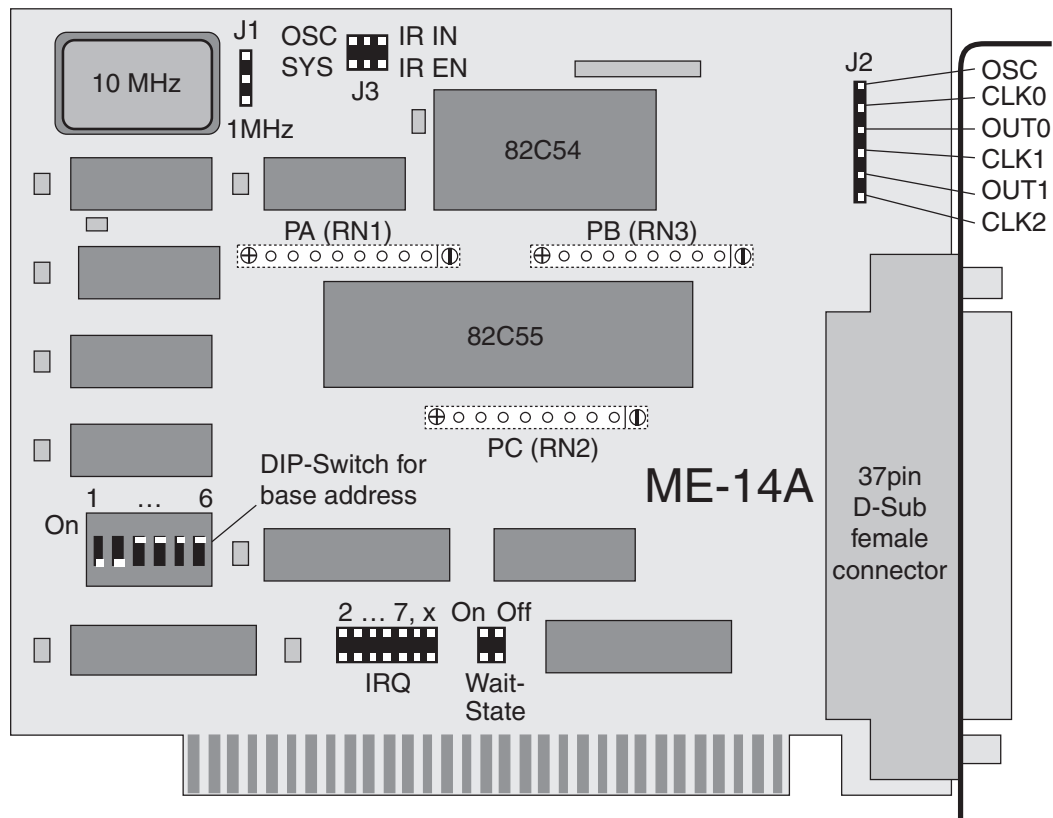 10 MHz
J1
1MHz
OSC
SYS
IR IN
IR EN
J3
J2
OSC
CLK0
OUT0
CLK1
OUT1
CLK2
82C54
PA (RN1)
PB (RN3)
82C55
PC (RN2)
ME-14A
37pin
D-Sub
female
connector
DIP-Switch for
base address
1 ... 6
On
2 ... 7, x
IRQ
On Off
Wait-
State